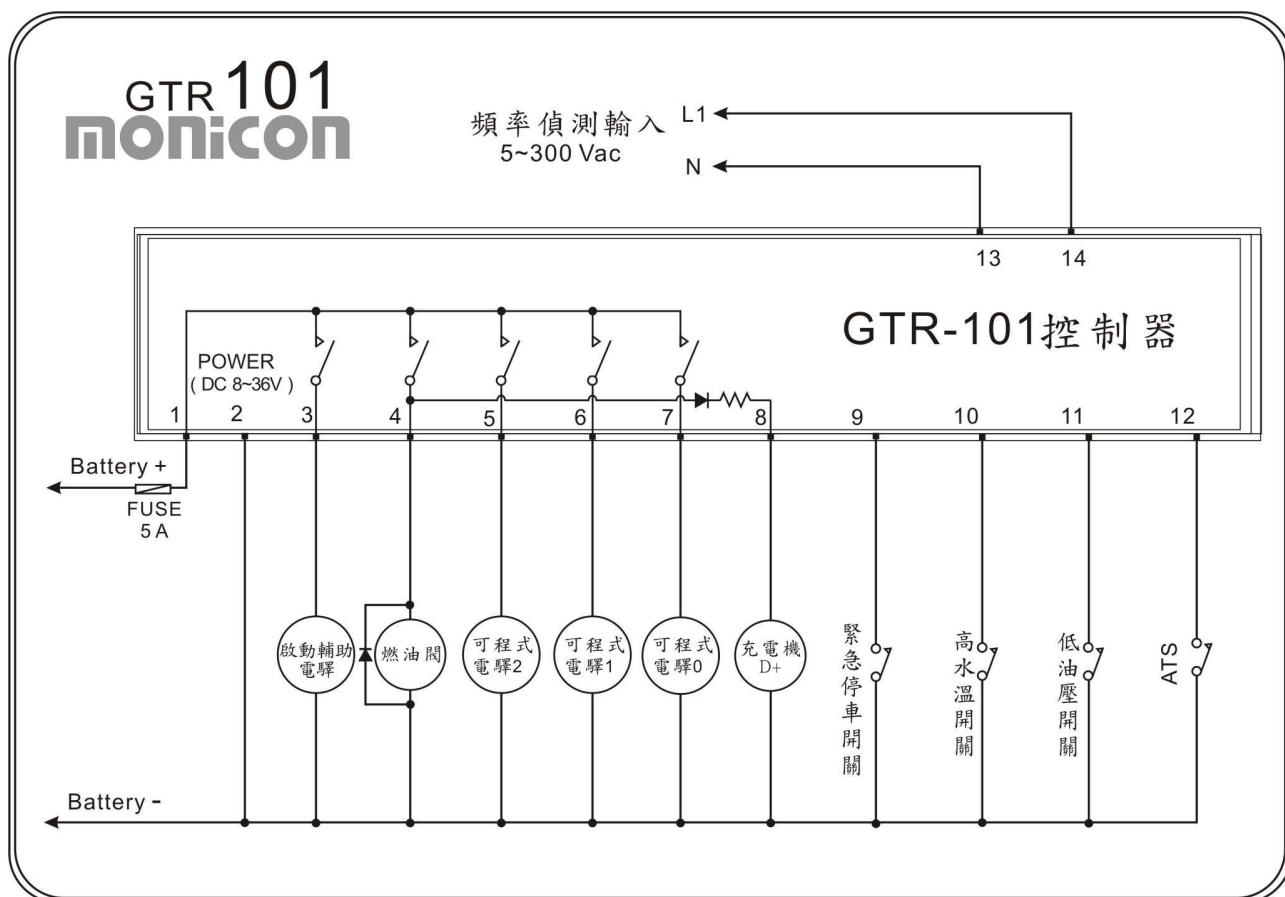 GTR 101
monicon
頻率偵測輸入
5~300 Vac
L1
N
13
14
GTR-101控制器
POWER
( DC 8~36V )
1
2
3
4
5
6
7
8
9
10
11
12
Battery +
FUSE
5 A
啟動輔助
電驛
燃油閥
可程式
電驛2
可程式
電驛1
可程式
電驛0
充電機
D+
緊急停車開關
高水溫開關
低油壓開關
ATS
Battery -